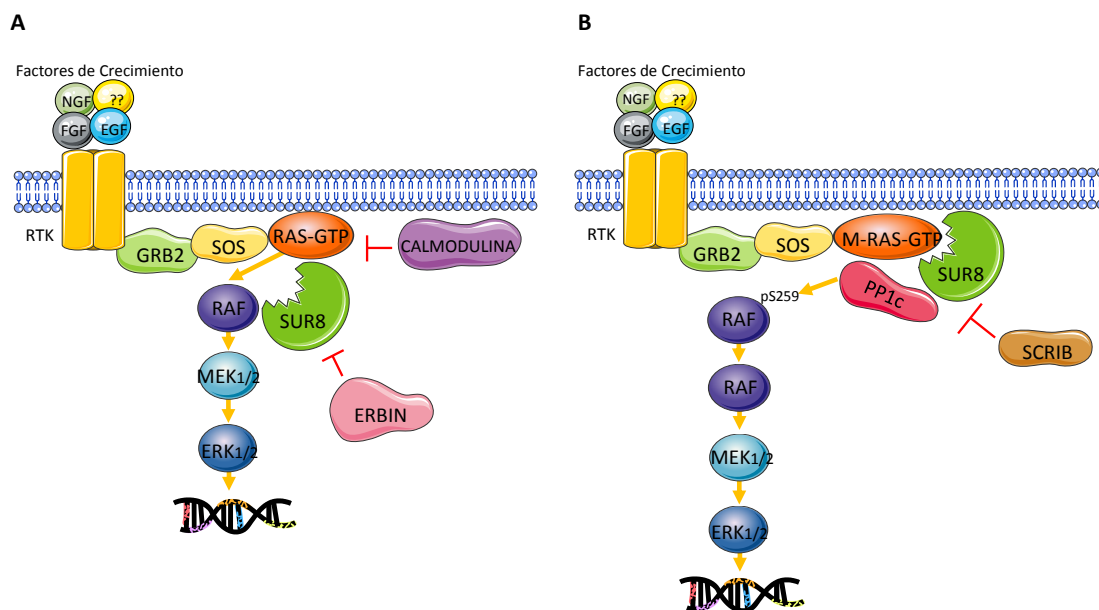 A
Factores de Crecimiento
NGF
??
FGF
EGF
RTK
GRB2
SOS
RAS-GTP
CALMODULINA
RAF
SUR8
MEK1/2
ERBIN
ERK1/2
B
Factores de Crecimiento
NGF
??
FGF
EGF
RTK
GRB2
SOS
M-RAS-GTP
SUR8
PP1c
pS259
RAF
SCRIB
RAF
MEK1/2
ERK1/2